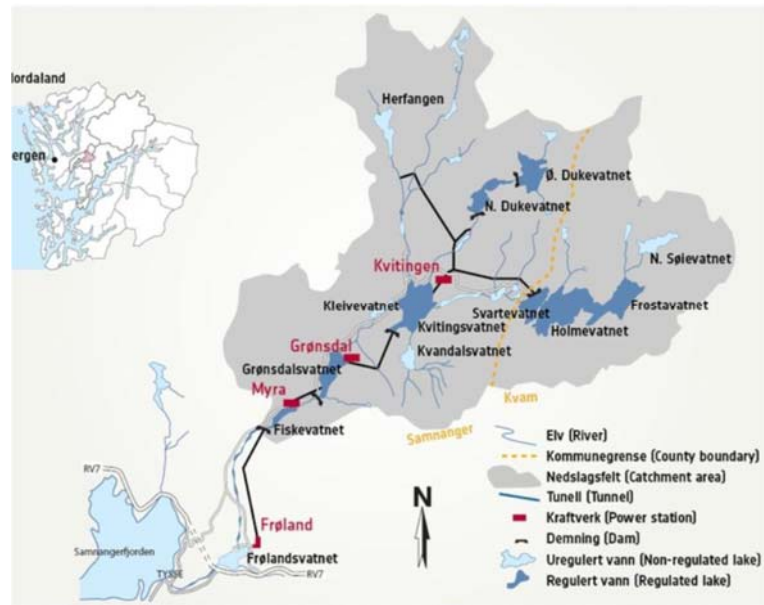 ordaland
ergen
Herfangen
Ø. Dukevatnet
N. Dukevatnet
Kvitingen
N. Søievatnet
Kleivevatnet
Svartevatnet
Frostavatnet
Kvitingsvatnet
Holmevatnet
Grønsdal
Kvandalsvatnet
Grønsdalsvatnet
Myra
Kvam
Fiskevatnet
Samnanger
Elv (River)
Kommunegrense (County boundary)
RV7
Nedslagsfelt (Catchment area)
Tunell (Tunnel)
N
Kraftverk (Power station)
Frøland
Demning (Dam)
Samnangerfjorden
Frølandsvatnet
Uregulert vann (Non-regulated lake)
TYSSE
RV7
Regulert vann (Regulated lake)